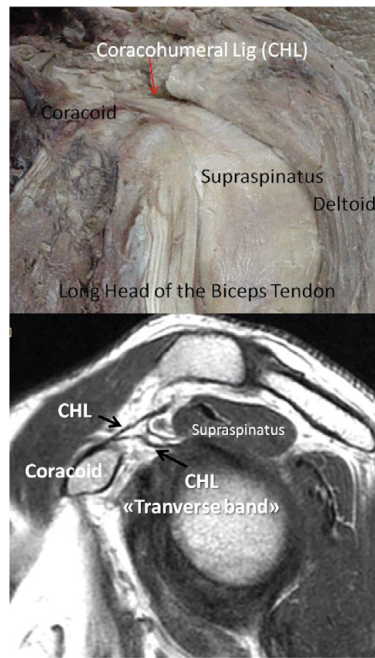 Coracohumeral Lig (CHL)
Coracoid
Supraspinatus
Deltoid
Long Head of the Biceps Tendon
CHL
Supraspinatus
Coracoid
CHL
«Tranverse band»